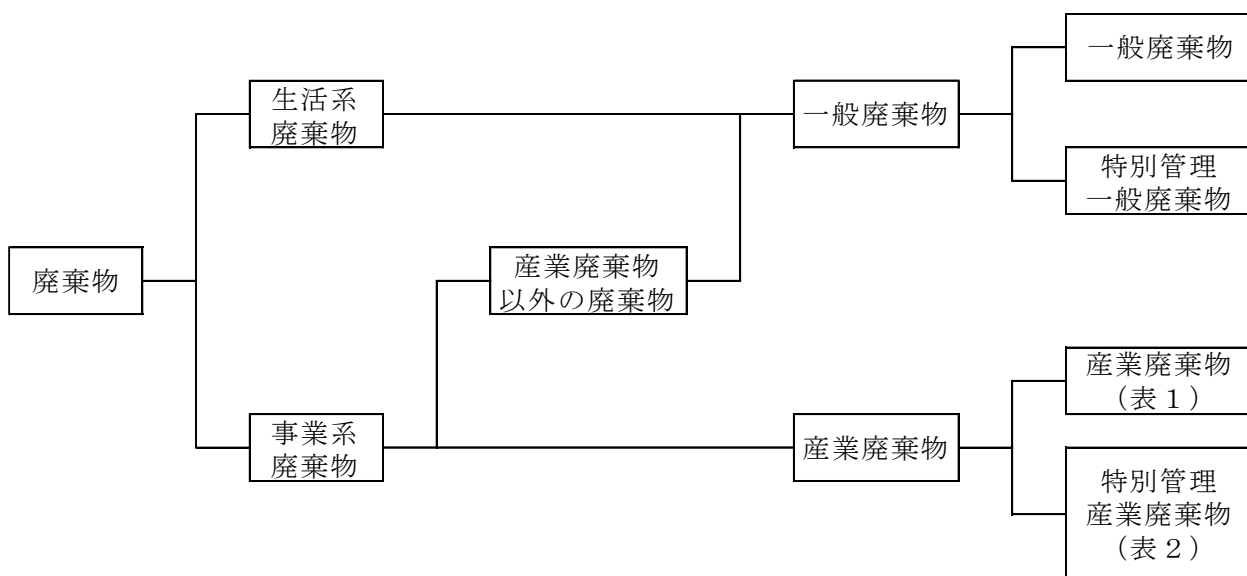 一般廃棄物
生活系
廃棄物
一般廃棄物
特別管理
一般廃棄物
廃棄物
産業廃棄物
以外の廃棄物
産業廃棄物
(表1)
事業系
廃棄物
産業廃棄物
特別管理
産業廃棄物
(表2)